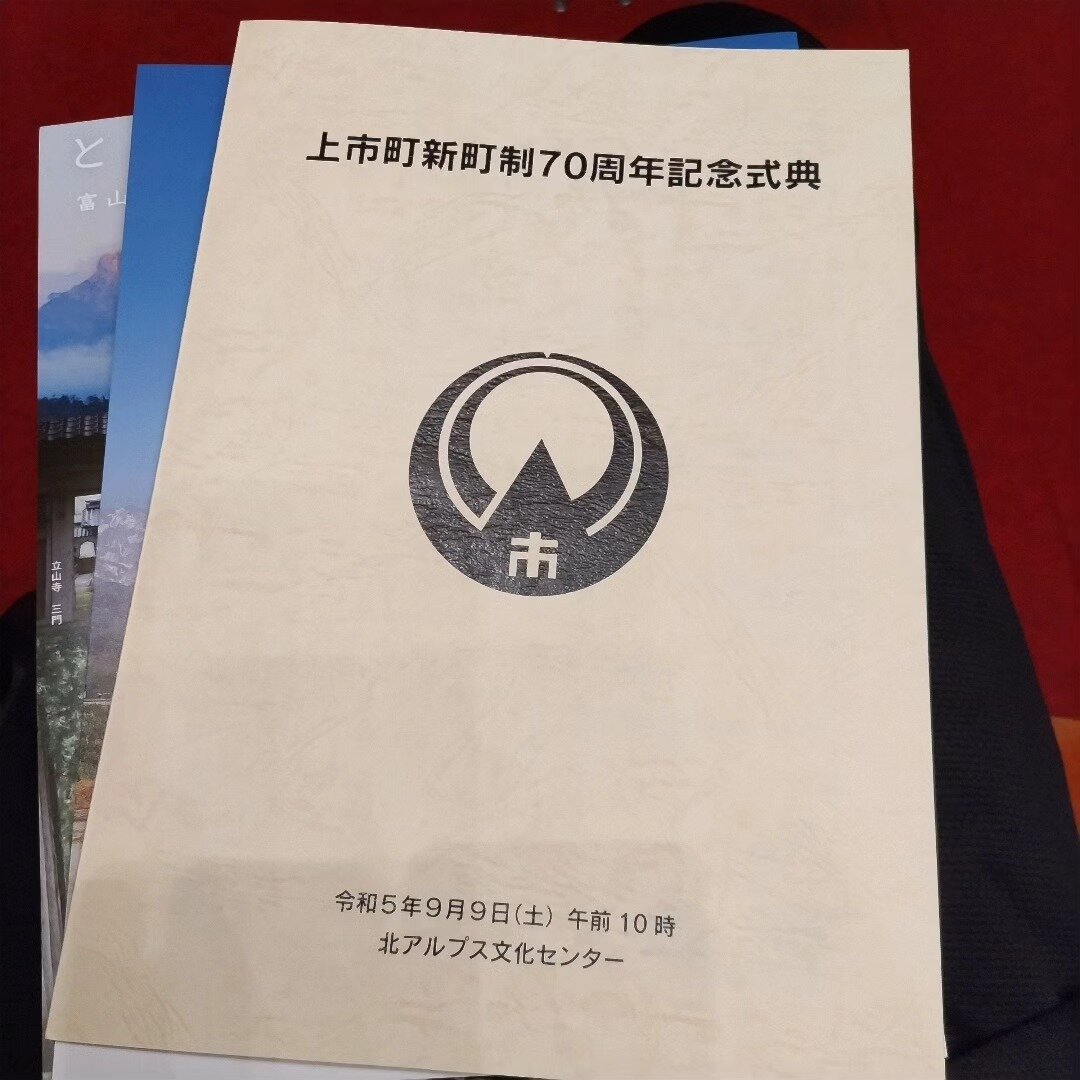 上市町新町制70周年記念式典
市
令和5年9月9日(土) 午前10時
北アルプス文化センター
と
富山
立山寺 三門